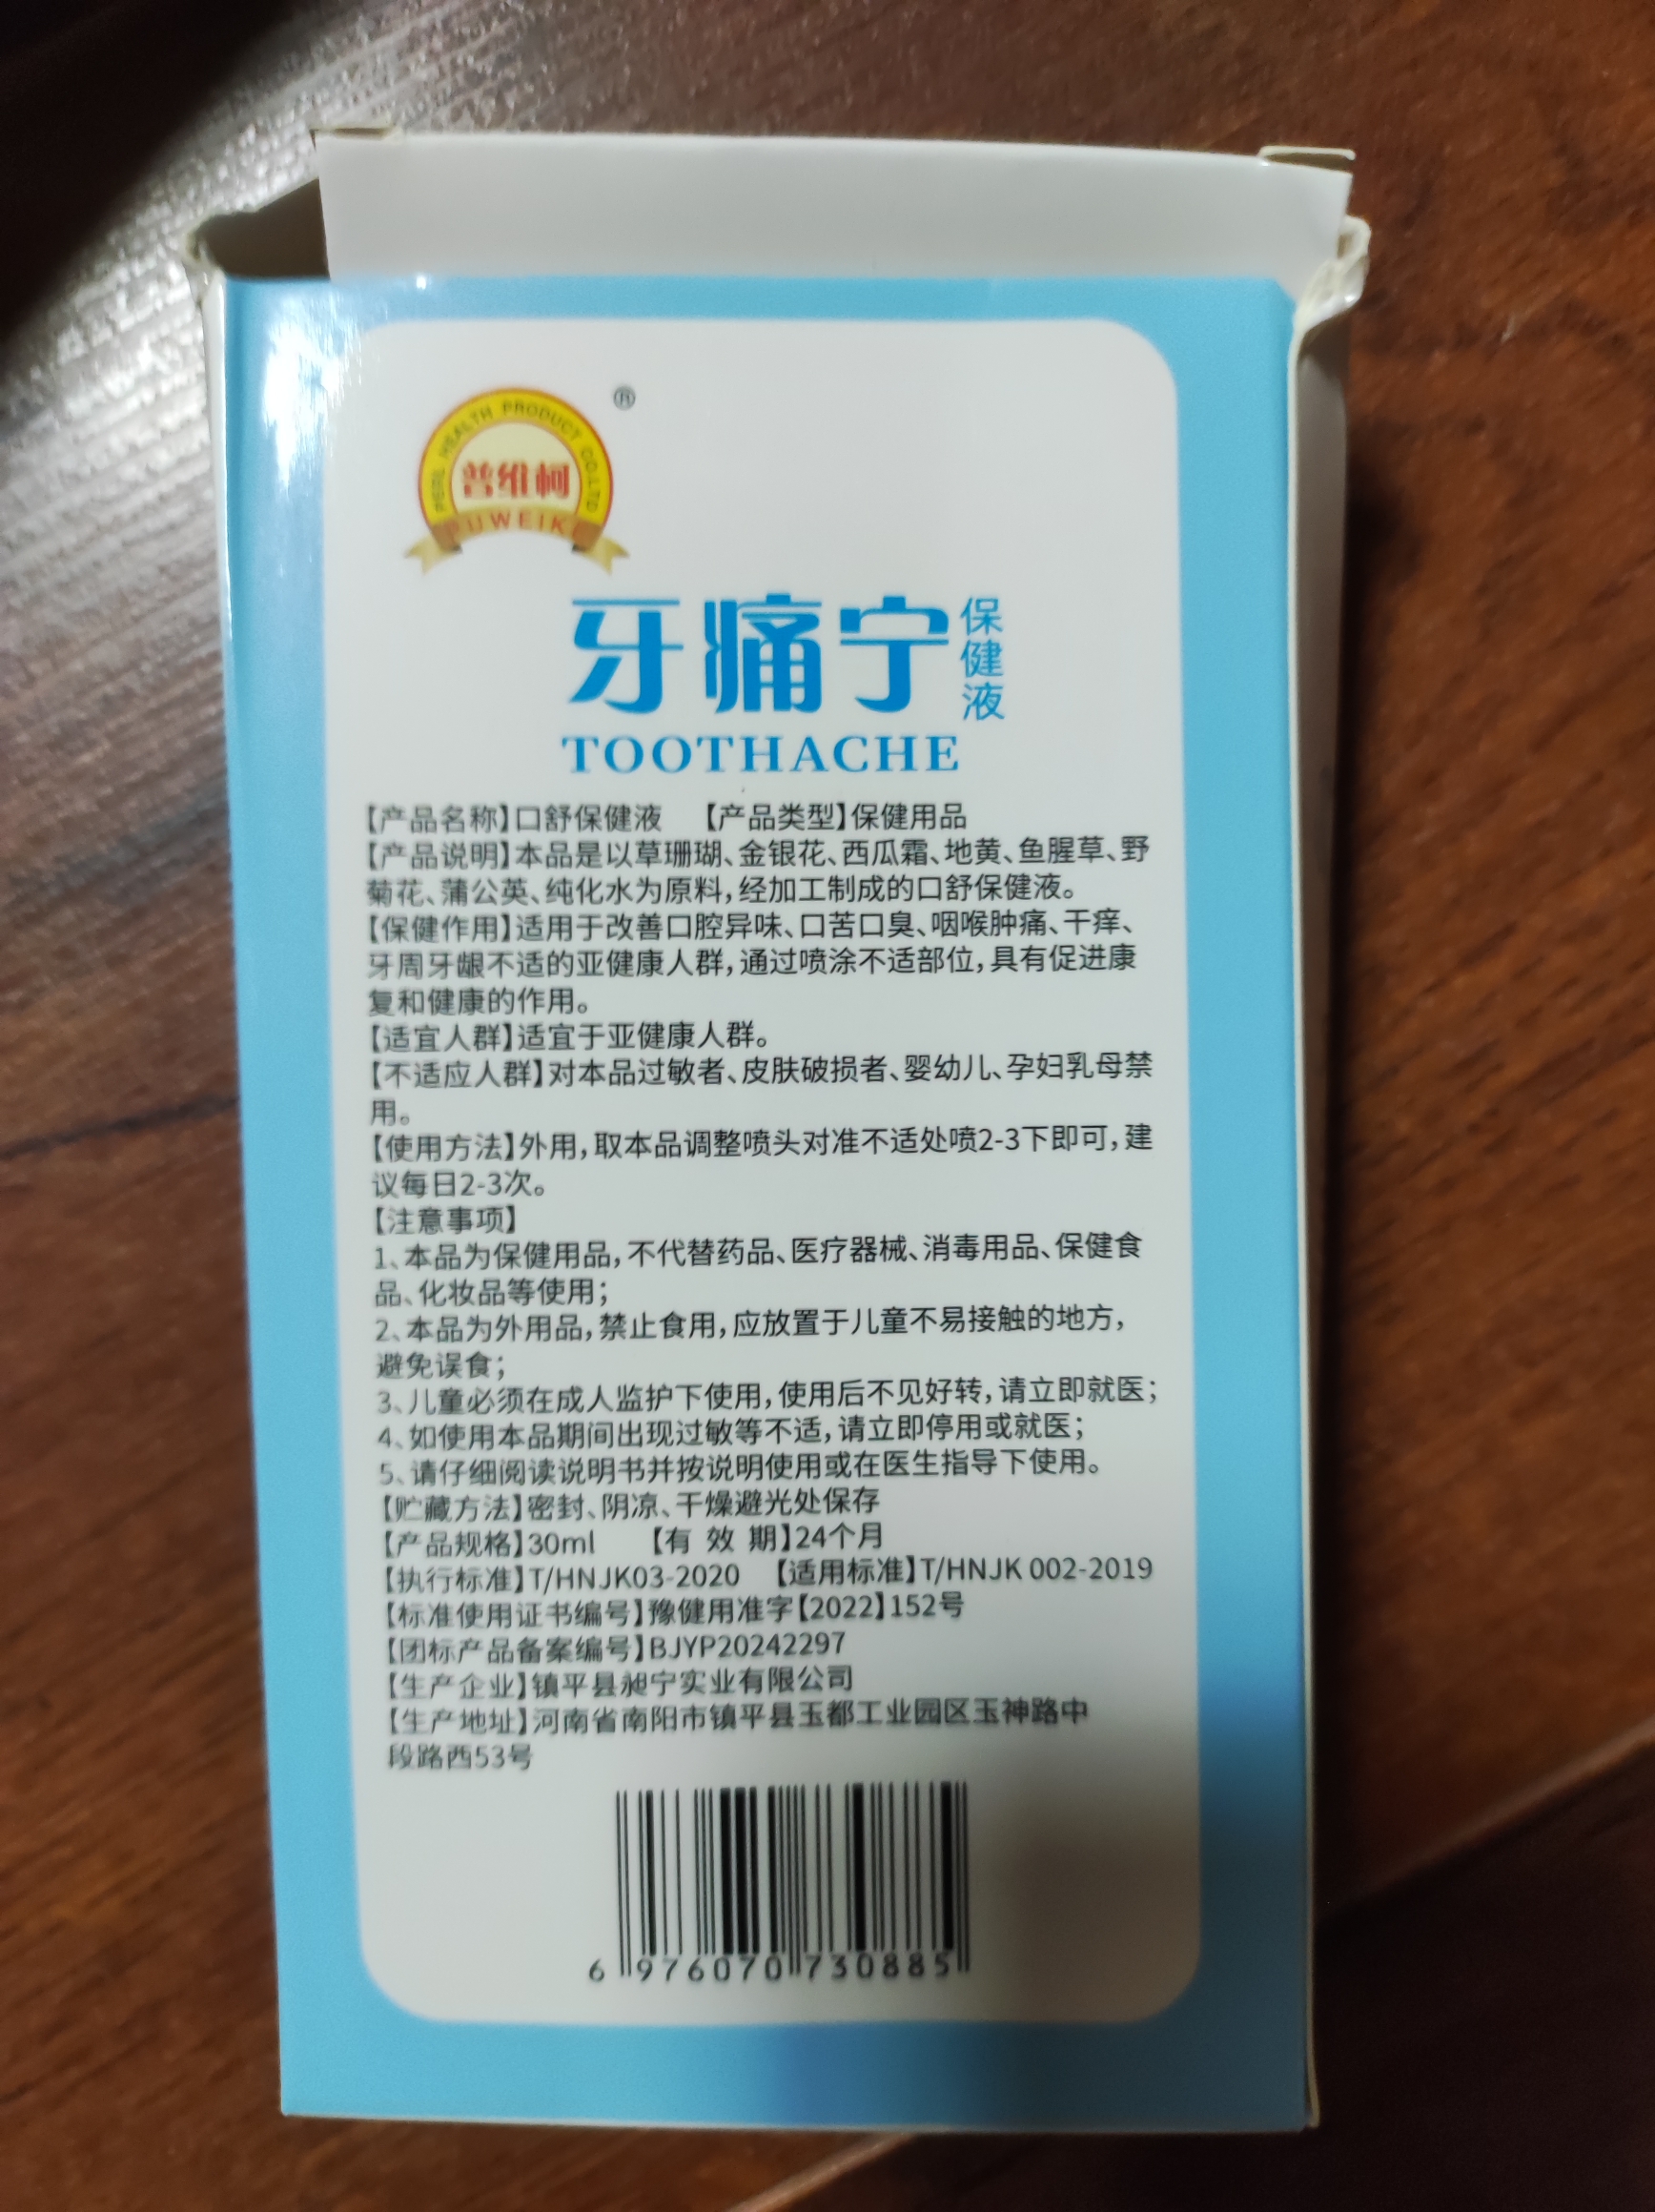 ®
PERL HEALTH PRODUCT CO.LTD
普维柯
PUWEIK
牙痛宁
保健液
TOOTHACHE
【产品名称】口舒保健液 【产品类型】保健用品
【产品说明】本品是以草珊瑚、金银花、西瓜霜、地黄、鱼腥草、野
菊花、蒲公英、纯化水为原料,经加工制成的口舒保健液。
【保健作用】适用于改善口腔异味、口苦口臭、咽喉肿痛、干痒、
牙周牙龈不适的亚健康人群,通过喷涂不适部位,具有促进康
复和健康的作用。
【适宜人群】适宜于亚健康人群。
【不适应人群】对本品过敏者、皮肤破损者、婴幼儿、孕妇乳母禁
用。
【使用方法】外用,取本品调整喷头对准不适处喷2-3下即可,建
议每日2-3次。
【注意事项】
1、本品为保健用品,不代替药品、医疗器械、消毒用品、保健食
品、化妆品等使用;
2、本品为外用品,禁止食用,应放置于儿童不易接触的地方,
避免误食;
3、儿童必须在成人监护下使用,使用后不见好转,请立即就医;
4、如使用本品期间出现过敏等不适,请立即停用或就医;
5、请仔细阅读说明书并按说明使用或在医生指导下使用。
【贮藏方法】密封、阴凉、干燥避光处保存
【产品规格】30ml 【有 效 期】24个月
【执行标准】T/HNJK03-2020 【适用标准】T/HNJK 002-2019
【标准使用证书编号】豫健用准字【2022】152号
【团标产品备案编号】BJYP20242297
【生产企业】镇平县昶宁实业有限公司
【生产地址】河南省南阳市镇平县玉都工业园区玉神路中
段路西53号
6 976070 730885